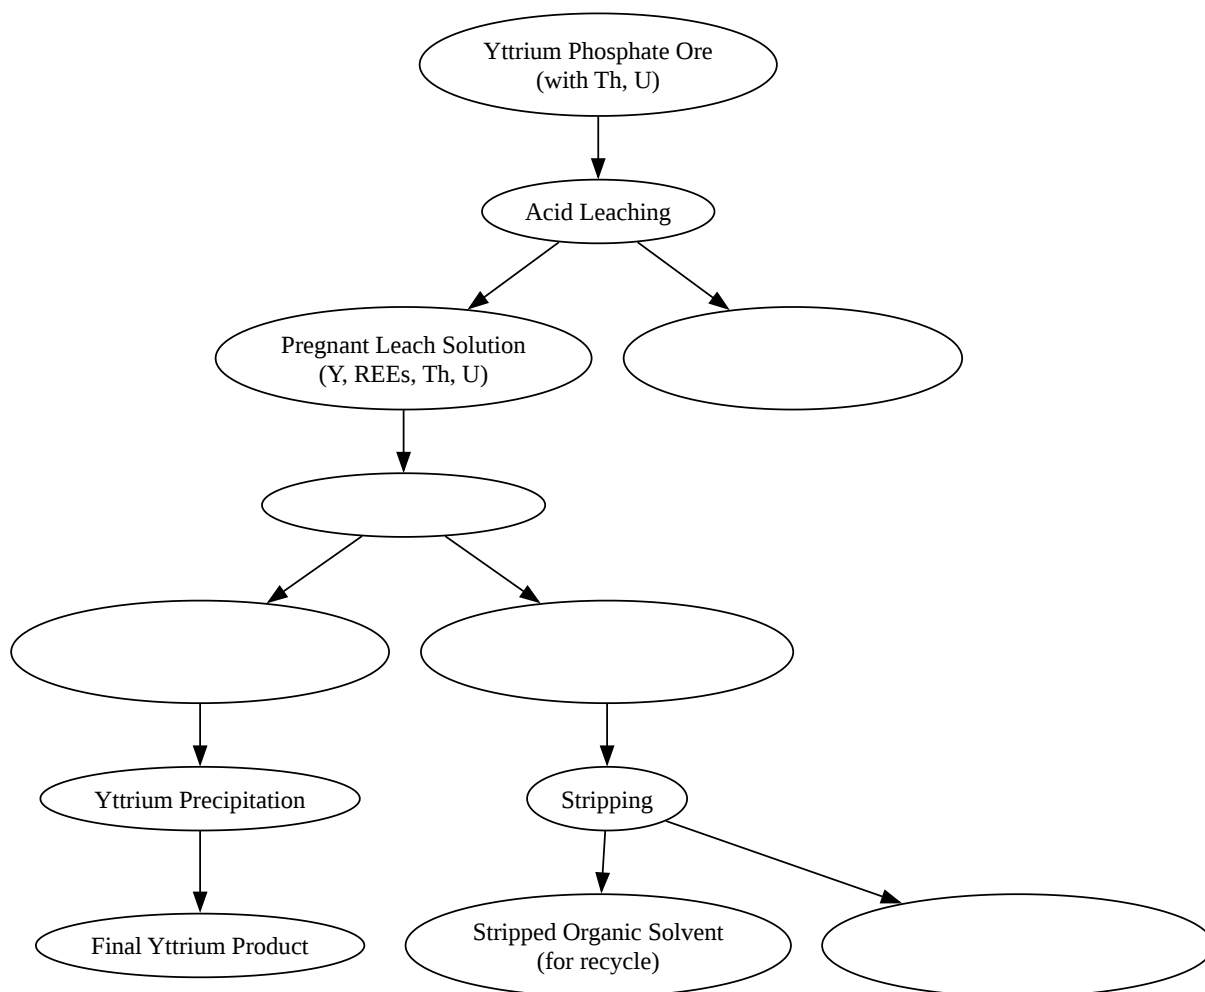 Yttrium Phosphate Ore
(with Th, U)
Acid Leaching
Pregnant Leach Solution
(Y, REEs, Th, U)
Yttrium Precipitation
Stripping
Final Yttrium Product
Stripped Organic Solvent
(for recycle)